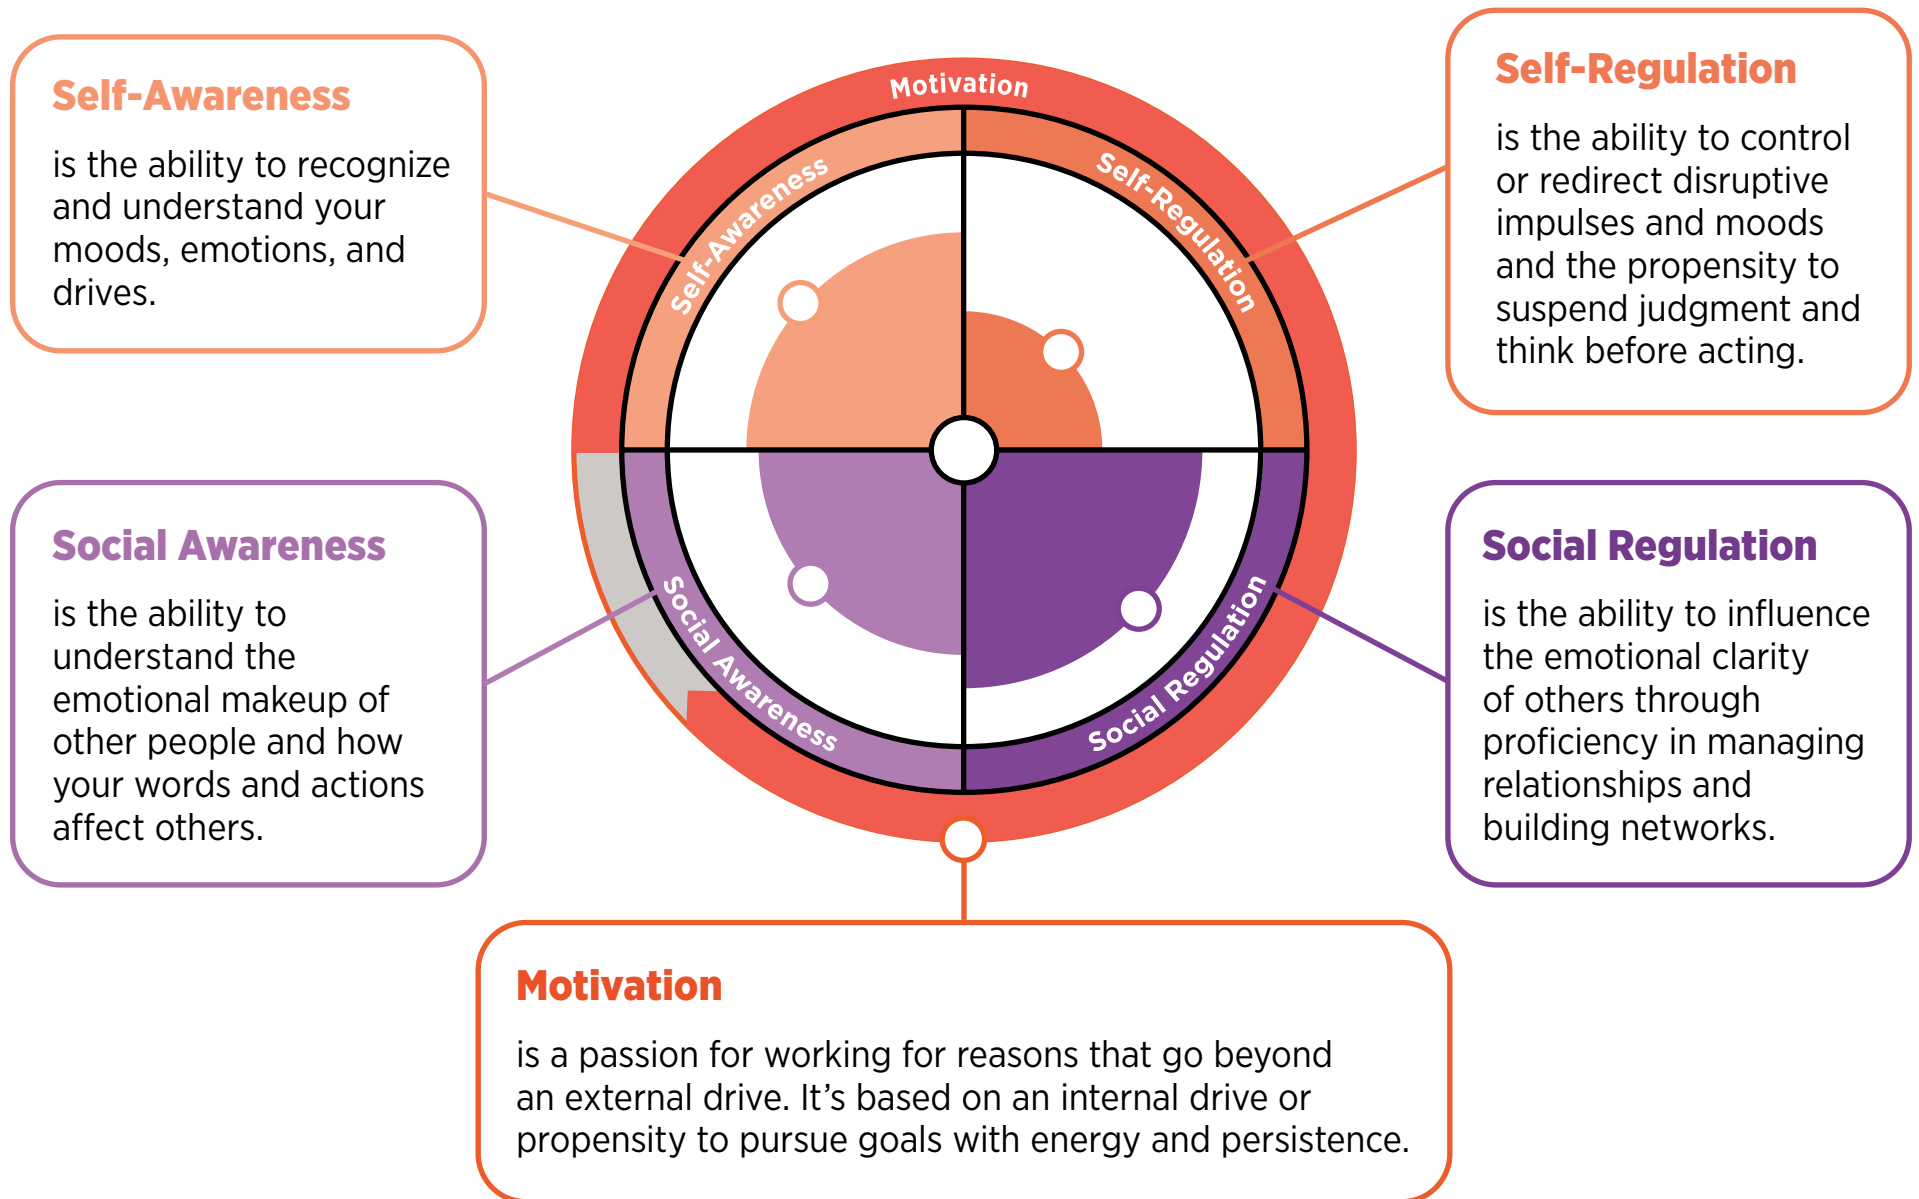 Self-Awareness
is the ability to recognize
and understand your
moods, emotions, and
drives.
Self-Regulation
is the ability to control
or redirect disruptive
impulses and moods
and the propensity to
suspend judgment and
think before acting.
Motivation
Self-Awareness
Self-Regulation
Social Awareness
Social Regulation
Social Awareness
is the ability to
understand the
emotional makeup of
other people and how
your words and actions
affect others.
Social Regulation
is the ability to influence
the emotional clarity
of others through
proficiency in managing
relationships and
building networks.
Motivation
is a passion for working for reasons that go beyond
an external drive. It’s based on an internal drive or
propensity to pursue goals with energy and persistence.